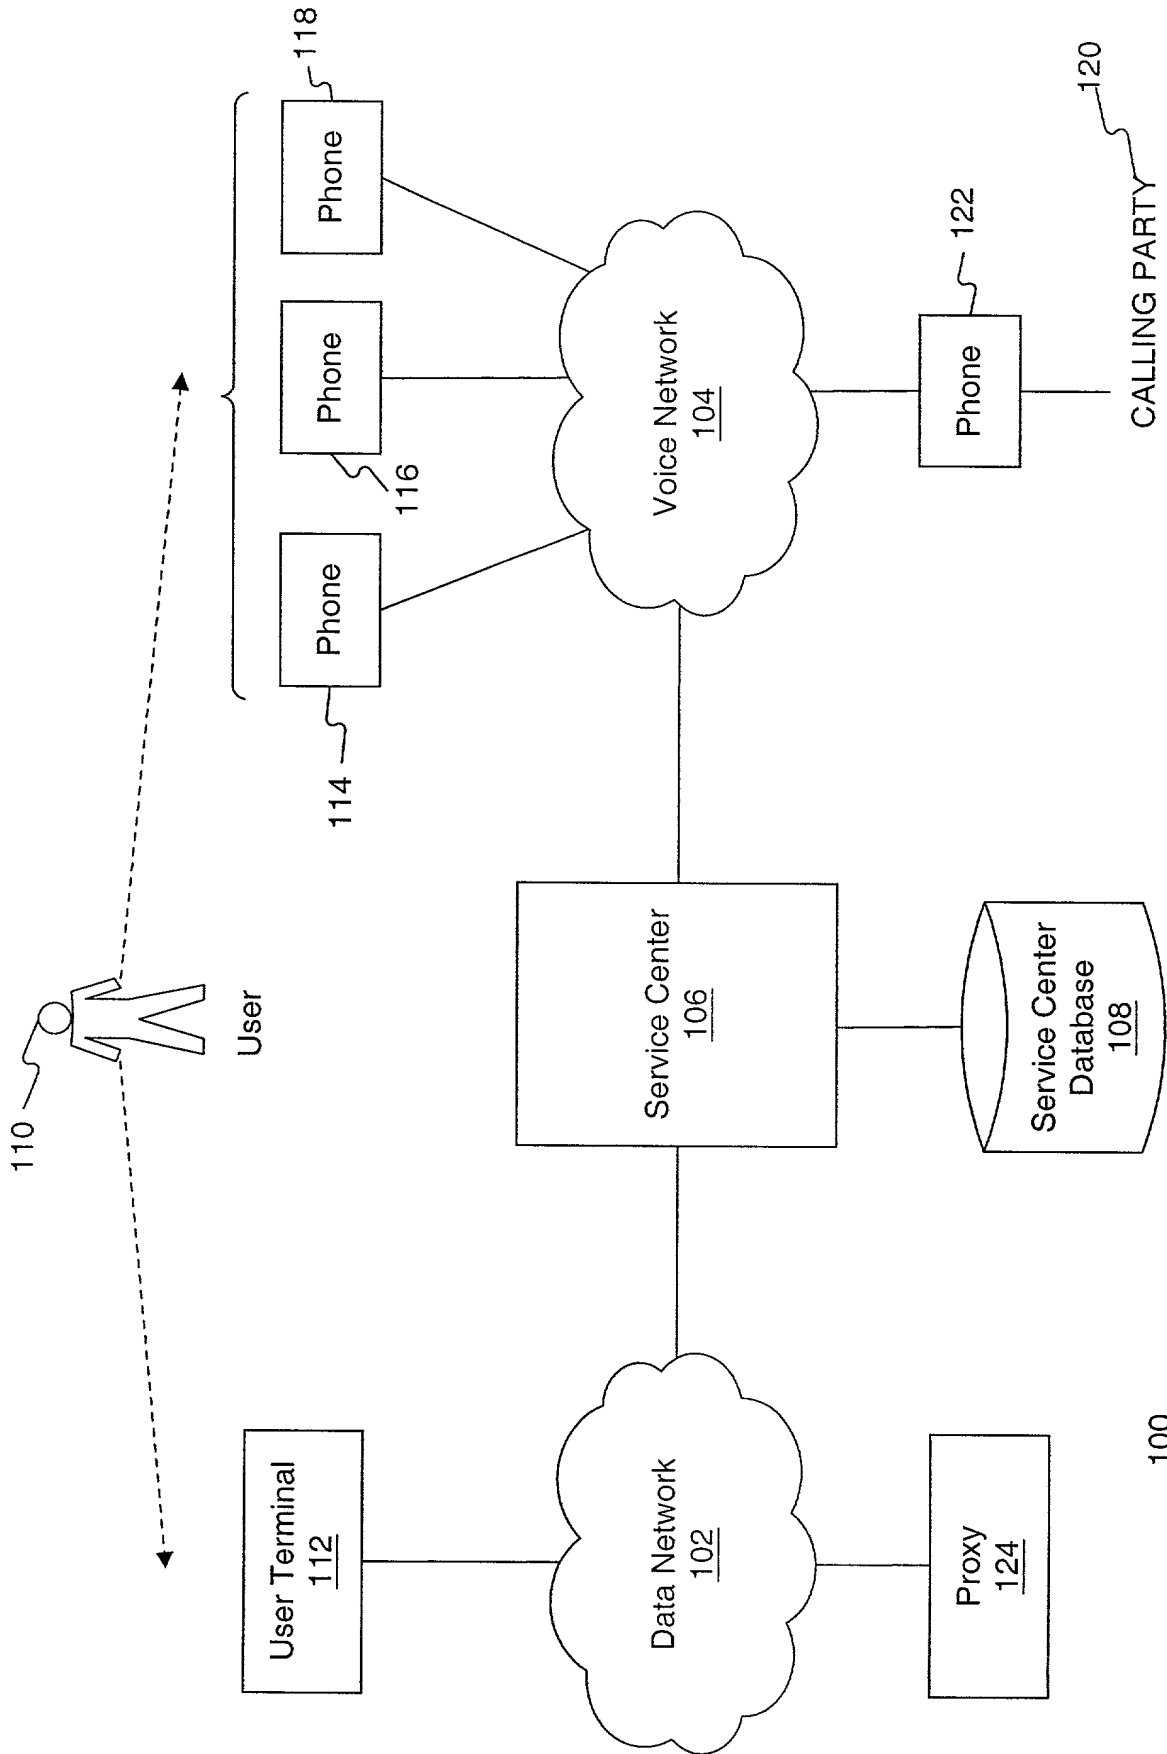 110
User
118
Phone
Phone
Phone
116
114
User Terminal
112
Data Network
102
Service Center
106
Voice Network
104
Proxy
124
Service Center
Database
108
Phone
122
CALLING PARTY
120
100